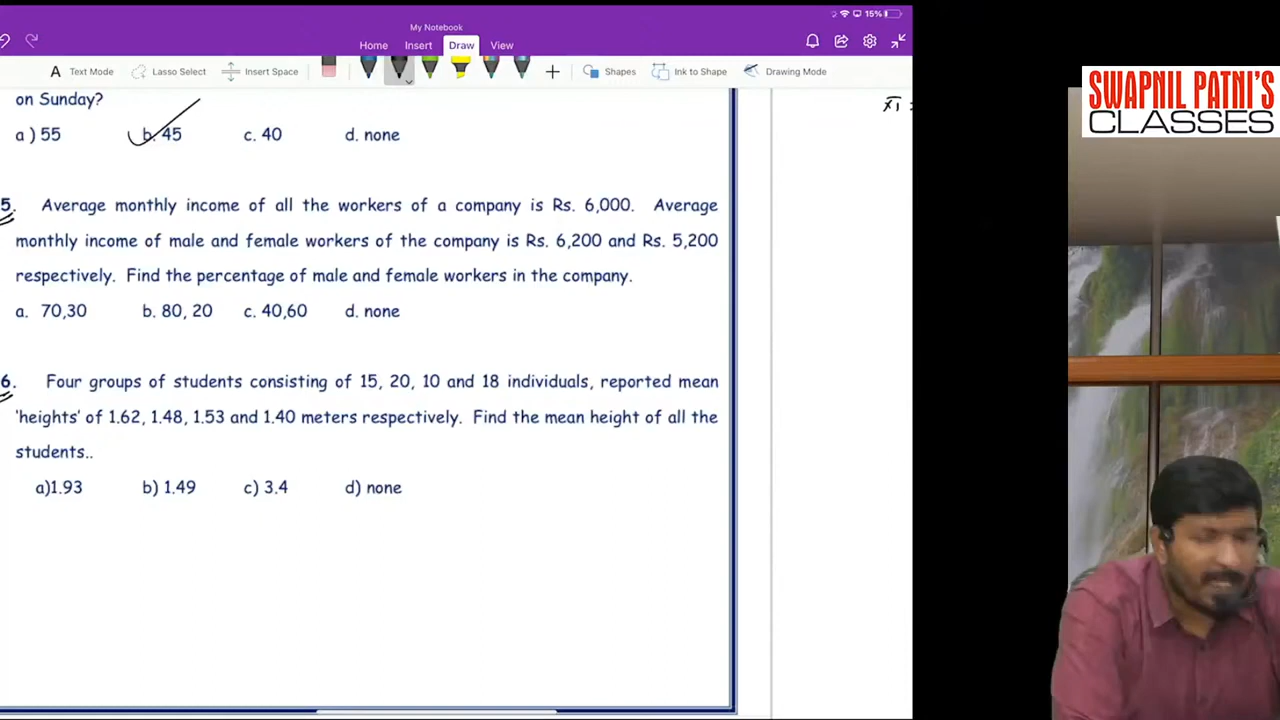 My Notebook
15%
Home Insert Draw View
A Text Mode Lasso Select Insert Space Shapes Ink to Shape Drawing Mode
SWAPNIL PATNI'S
CLASSES
on Sunday?
a ) 55 b. 45 c. 40 d. none
5. Average monthly income of all the workers of a company is Rs. 6,000. Average
monthly income of male and female workers of the company is Rs. 6,200 and Rs. 5,200
respectively. Find the percentage of male and female workers in the company.
a. 70,30 b. 80, 20 c. 40,60 d. none
6. Four groups of students consisting of 15, 20, 10 and 18 individuals, reported mean
'heights' of 1.62, 1.48, 1.53 and 1.40 meters respectively. Find the mean height of all the
students..
a)1.93 b) 1.49 c) 3.4 d) none